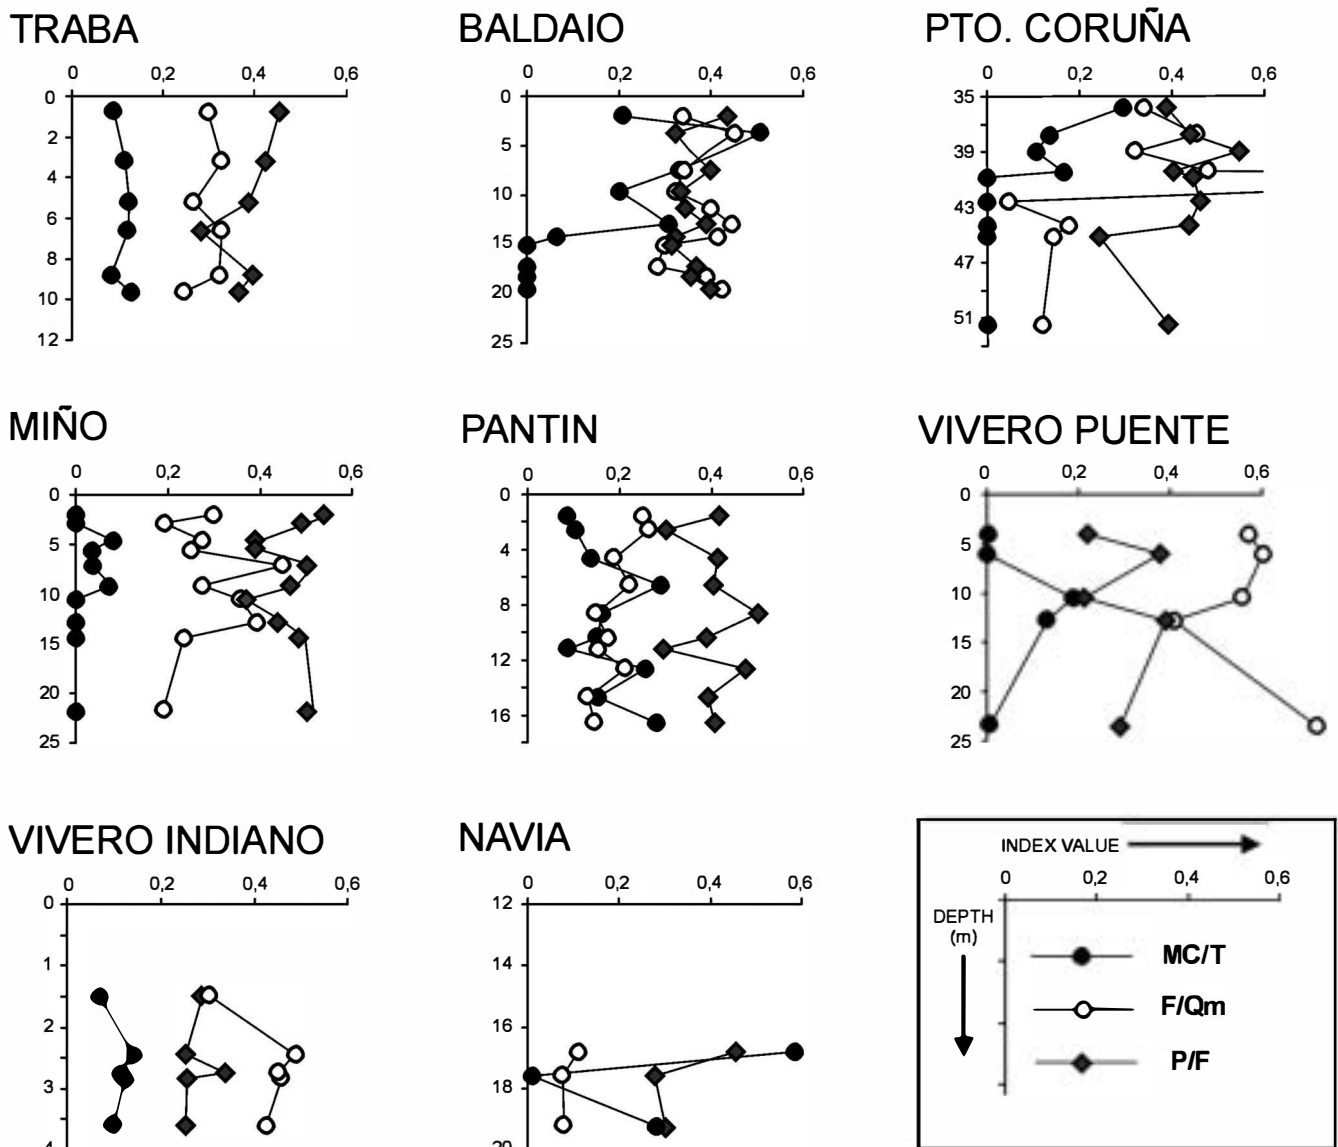 TRABA
0 0,2 0,4 0,6
0
2
4
6
8
10
12
BALDAIO
0 0,2 0,4 0,6
0
5
10
15
20
25
PTO. CORUÑA
0 0,2 0,4 0,6
35
39
43
47
51
MIÑO
0 0,2 0,4 0,6
0
5
10
15
20
25
PANTIN
0 0,2 0,4 0,6
0
4
8
12
16
VIVERO PUENTE
0 0,2 0,4 0,6
0
5
10
15
20
25
VIVERO INDIANO
0 0,2 0,4 0,6
0
1
2
3
4
NAVIA
0 0,2 0,4 0,6
12
14
16
18
20
INDEX VALUE
0 0,2 0,4 0,6
DEPTH
(m)
MC/T
F/Qm
P/F